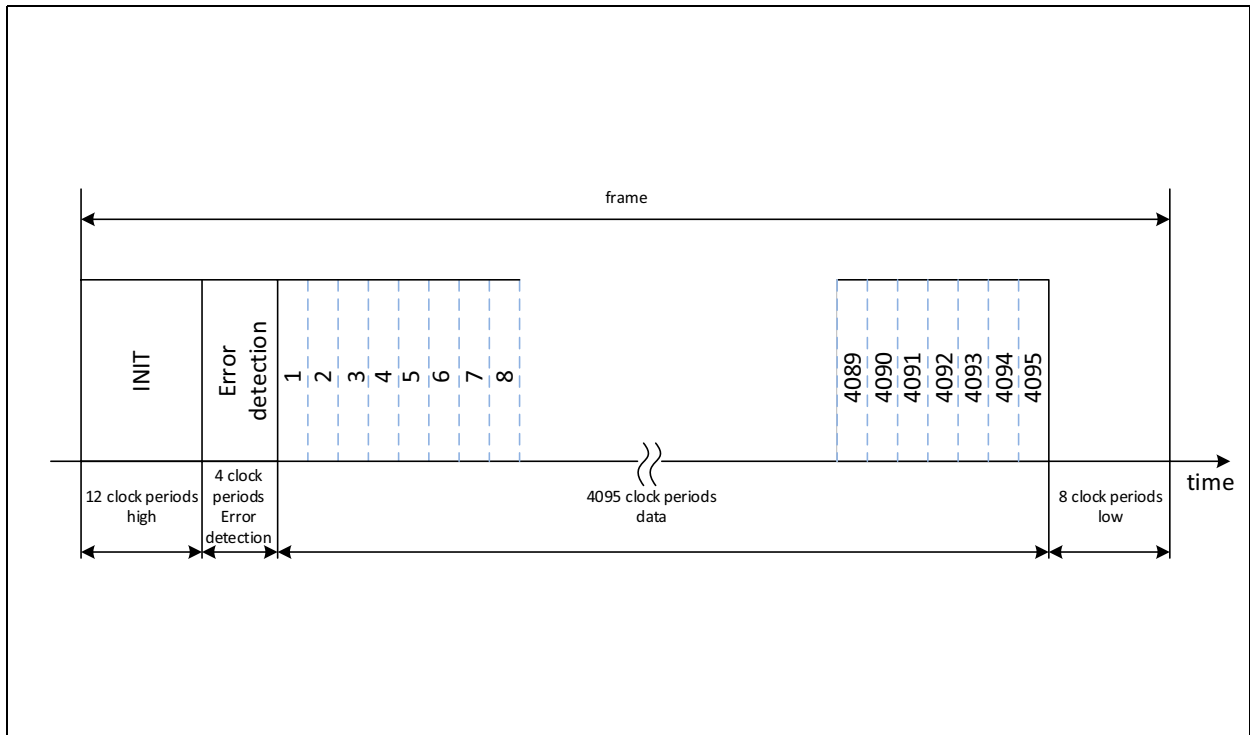 frame
INIT
Error
detection
1
2
3
4
5
6
7
8
4089
4090
4091
4092
4093
4094
4095
time
12 clock periods
high
4 clock
periods
Error
detection
4095 clock periods
data
8 clock periods
low